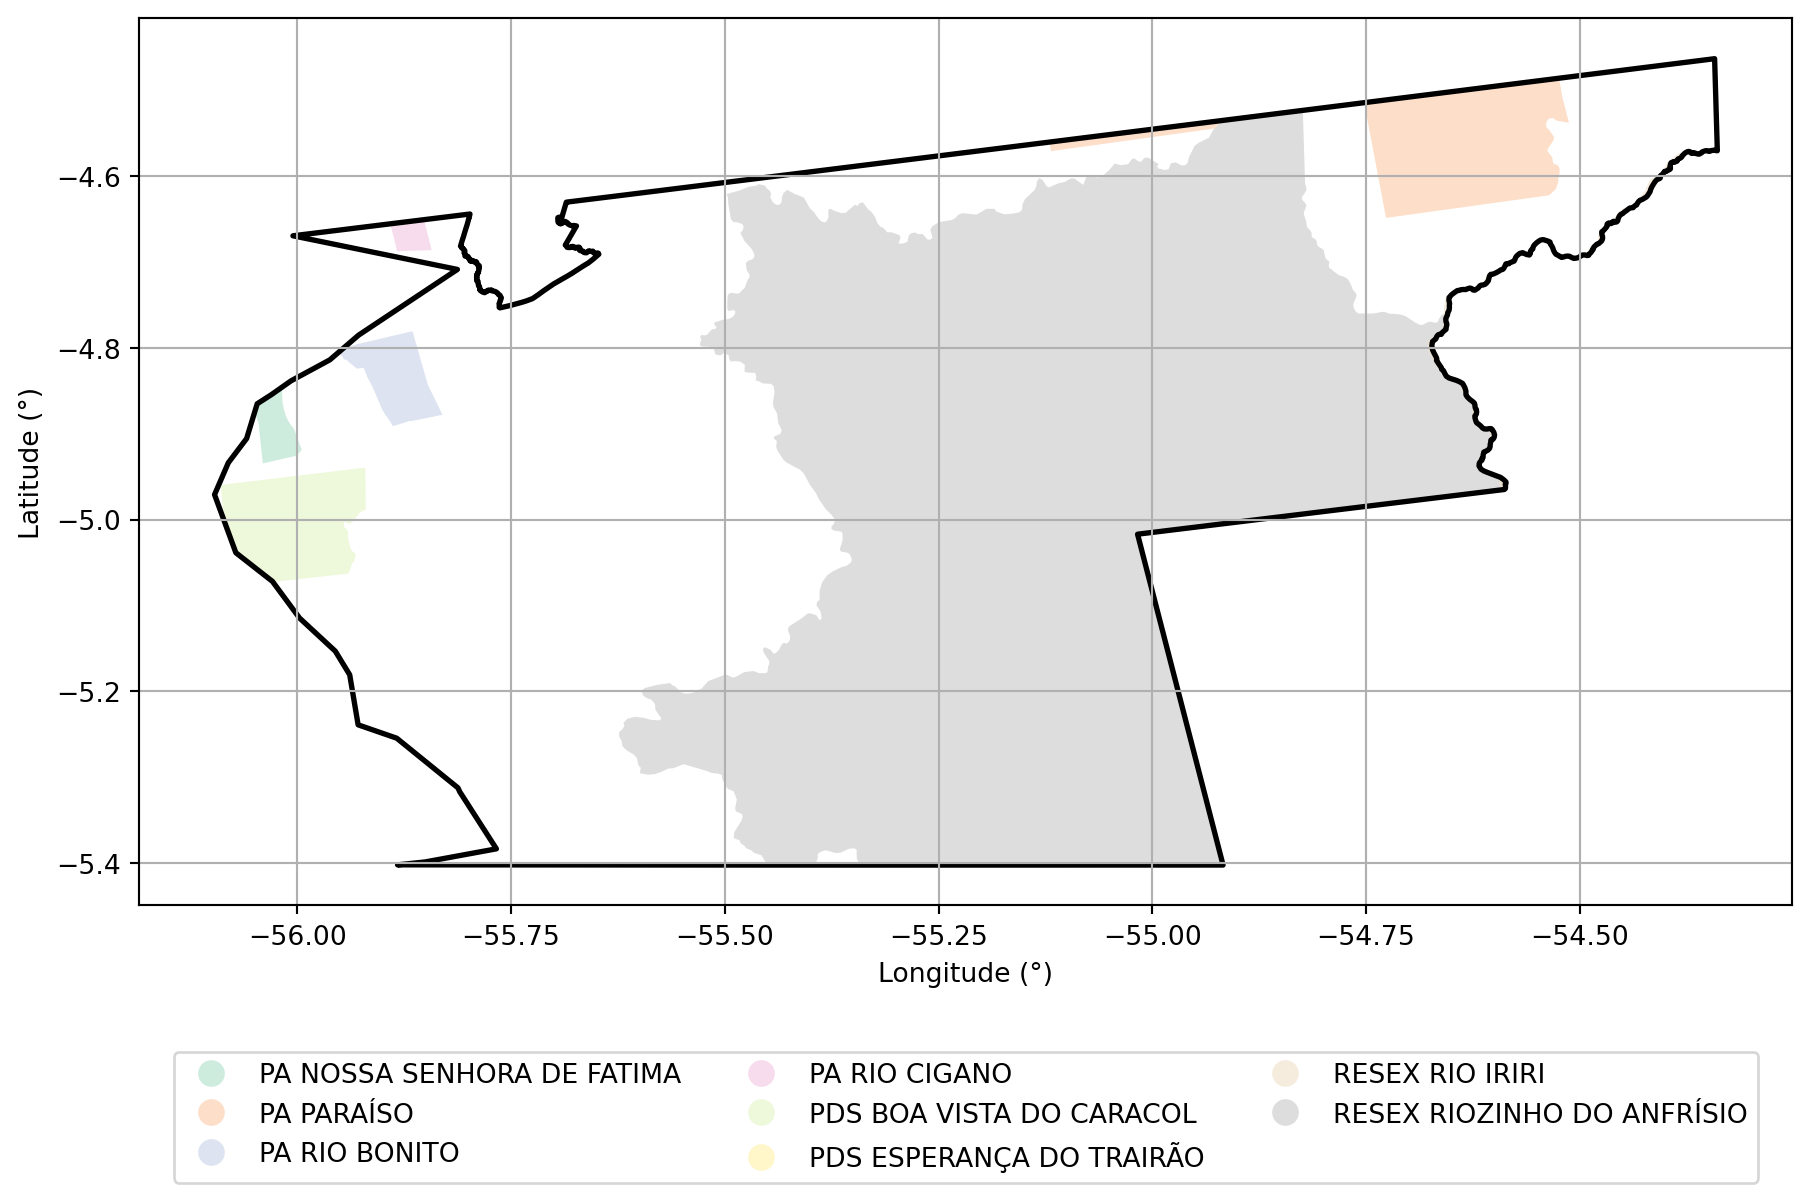 −4.6
−4.8
−5.0
−5.2
−5.4
Latitude (°)
−56.00 −55.75 −55.50 −55.25 −55.00 −54.75 −54.50
Longitude (°)
PA NOSSA SENHORA DE FATIMA
PA PARAÍSO
PA RIO BONITO
PA RIO CIGANO
PDS BOA VISTA DO CARACOL
PDS ESPERANÇA DO TRAIRÃO
RESEX RIO IRIRI
RESEX RIOZINHO DO ANFRÍSIO